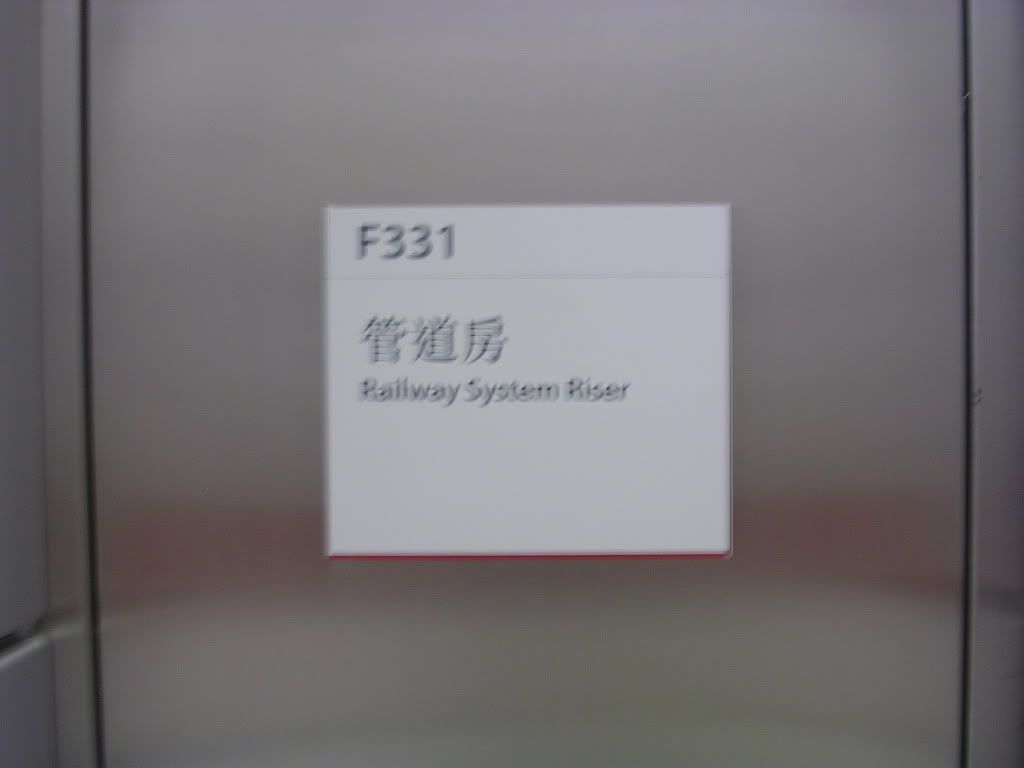 F331
管道房
Railway System Riser